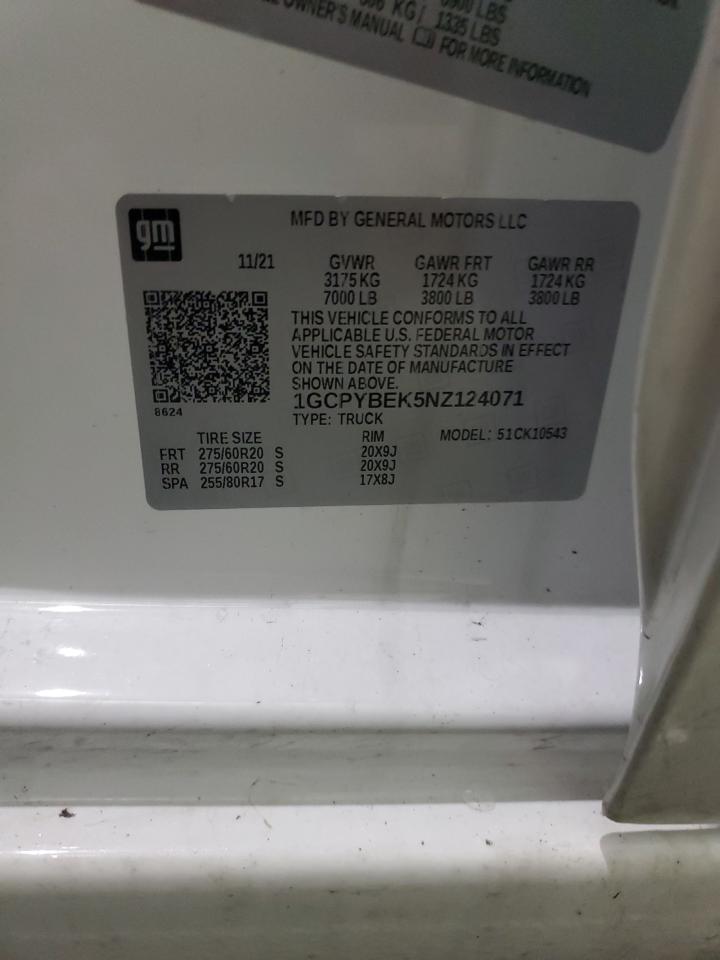 KG / 1335 LBS
OWNER'S MANUAL FOR MORE INFORMATION
gm
MFD BY GENERAL MOTORS LLC
11/21 GVWR GAWR FRT GAWR RR
3175 KG 1724 KG 1724 KG
7000 LB 3800 LB 3800 LB
THIS VEHICLE CONFORMS TO ALL
APPLICABLE U.S. FEDERAL MOTOR
VEHICLE SAFETY STANDARDS IN EFFECT
ON THE DATE OF MANUFACTURE
SHOWN ABOVE.
8624
1GCPYBEK5NZ124071
TYPE: TRUCK
TIRE SIZE RIM MODEL: 51CK10543
FRT 275/60R20 S 20X9J
RR 275/60R20 S 20X9J
SPA 255/80R17 S 17X8J